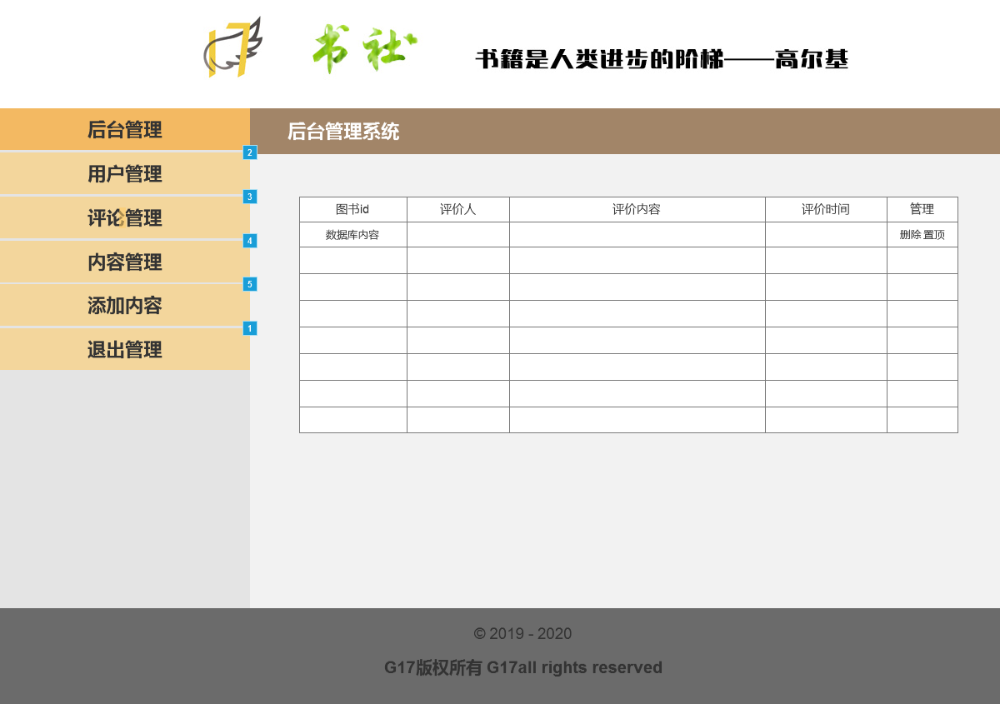 17 书社
书籍是人类进步的阶梯——高尔基
后台管理
2
用户管理
3
评论管理
4
内容管理
5
添加内容
1
退出管理
后台管理系统
图书id 评价人 评价内容 评价时间 管理
数据库内容 删除 置顶
© 2019 - 2020
G17版权所有 G17all rights reserved